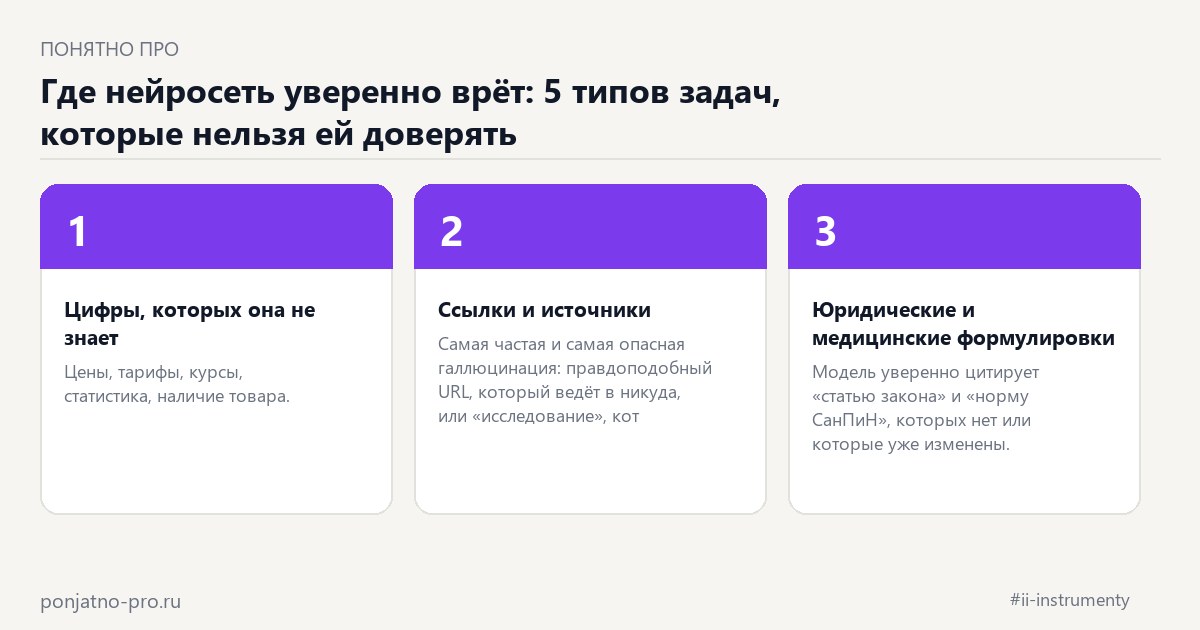 ПОНЯТНО ПРО
Где нейросеть уверенно врёт: 5 типов задач,
которые нельзя ей доверять
1
Цифры, которых она не
знает
Цены, тарифы, курсы,
статистика, наличие товара.
2
Ссылки и источники
Самая частая и самая опасная
галлюцинация: правдоподобный
URL, который ведёт в никуда,
или «исследование», кот
3
Юридические и
медицинские формулировки
Модель уверенно цитирует
«статью закона» и «норму
СанПиН», которых нет или
которые уже изменены.
ponjatno-pro.ru
#ii-instrumenty